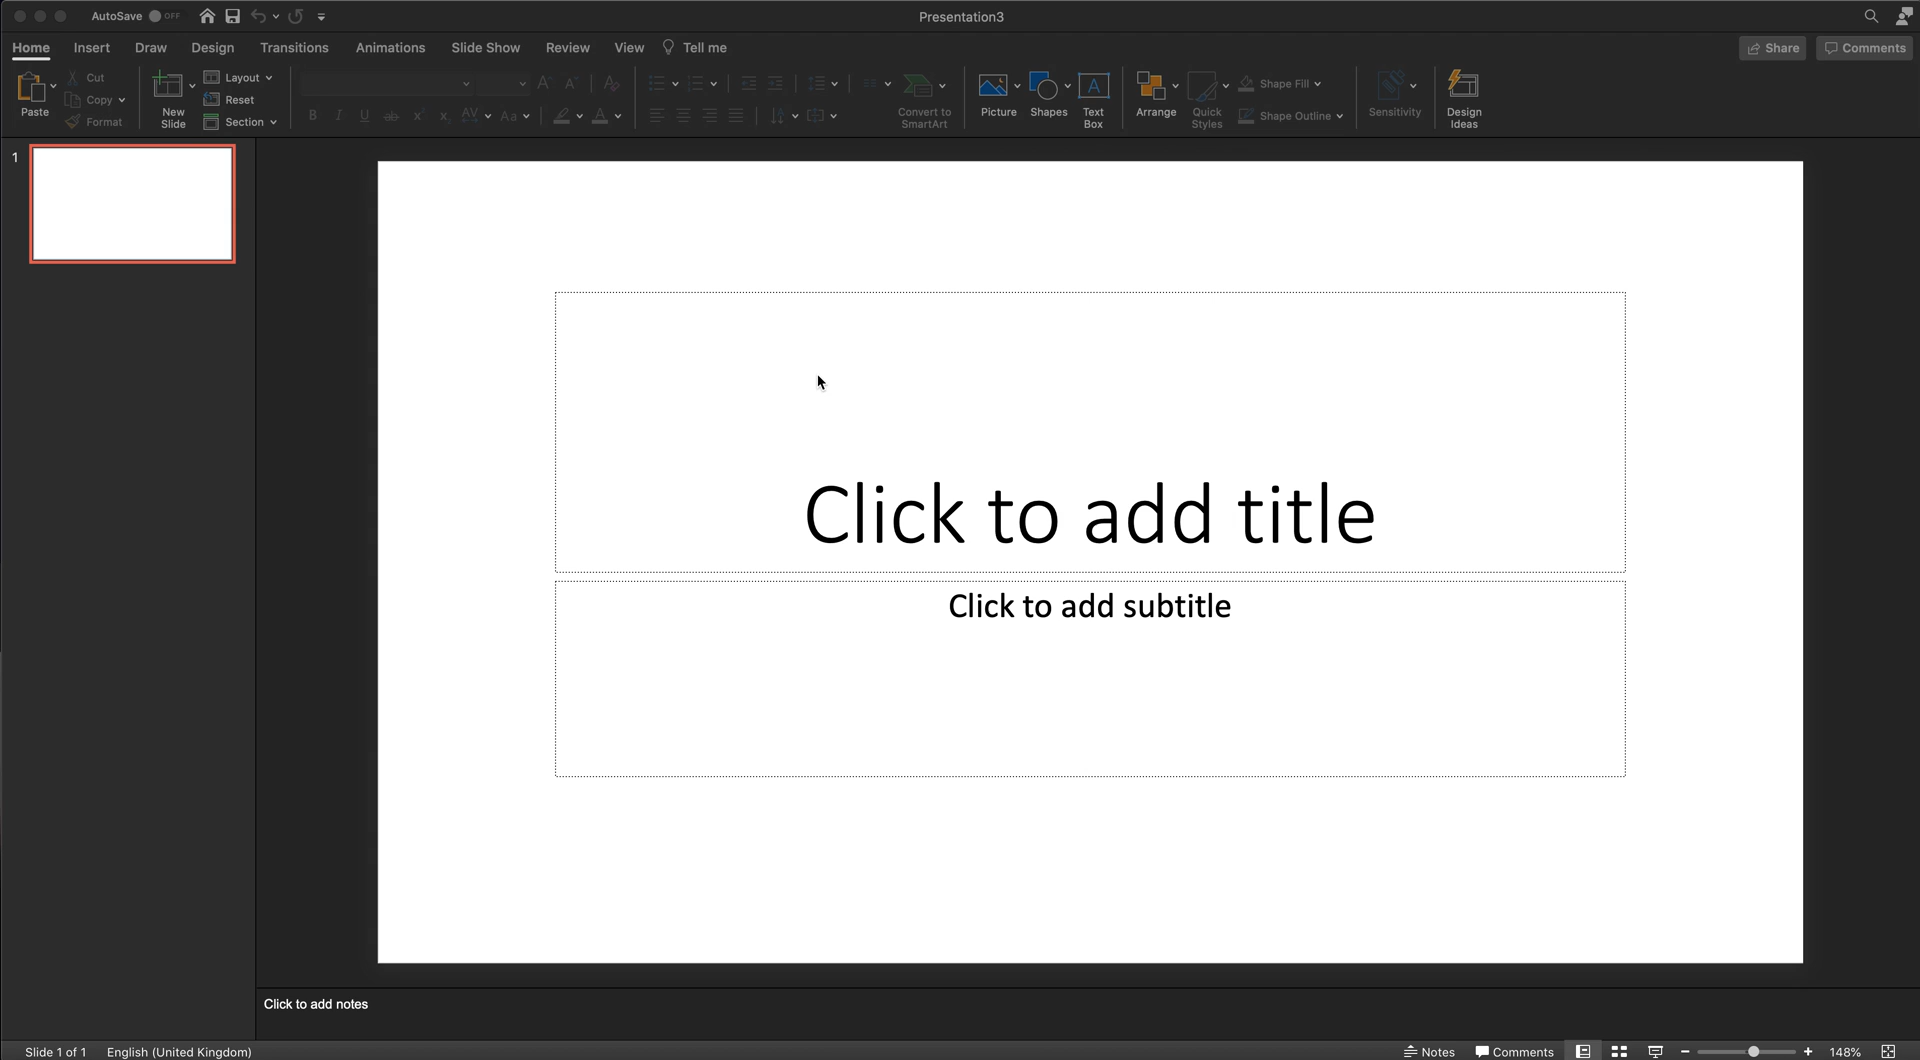 AutoSave OFF
Presentation3
Home Insert Draw Design Transitions Animations Slide Show Review View Tell me
Share Comments
Paste
Cut
Copy
Format
New
Slide
Layout
Reset
Section
B I U ab x x AV Aa A
A A A
Convert to
SmartArt
Picture
Shapes
A
Text
Box
Arrange
Quick
Styles
Shape Fill
Shape Outline
Sensitivity
Design
Ideas
1
Click to add title
Click to add subtitle
Click to add notes
Slide 1 of 1 English (United Kingdom)
Notes Comments 148%